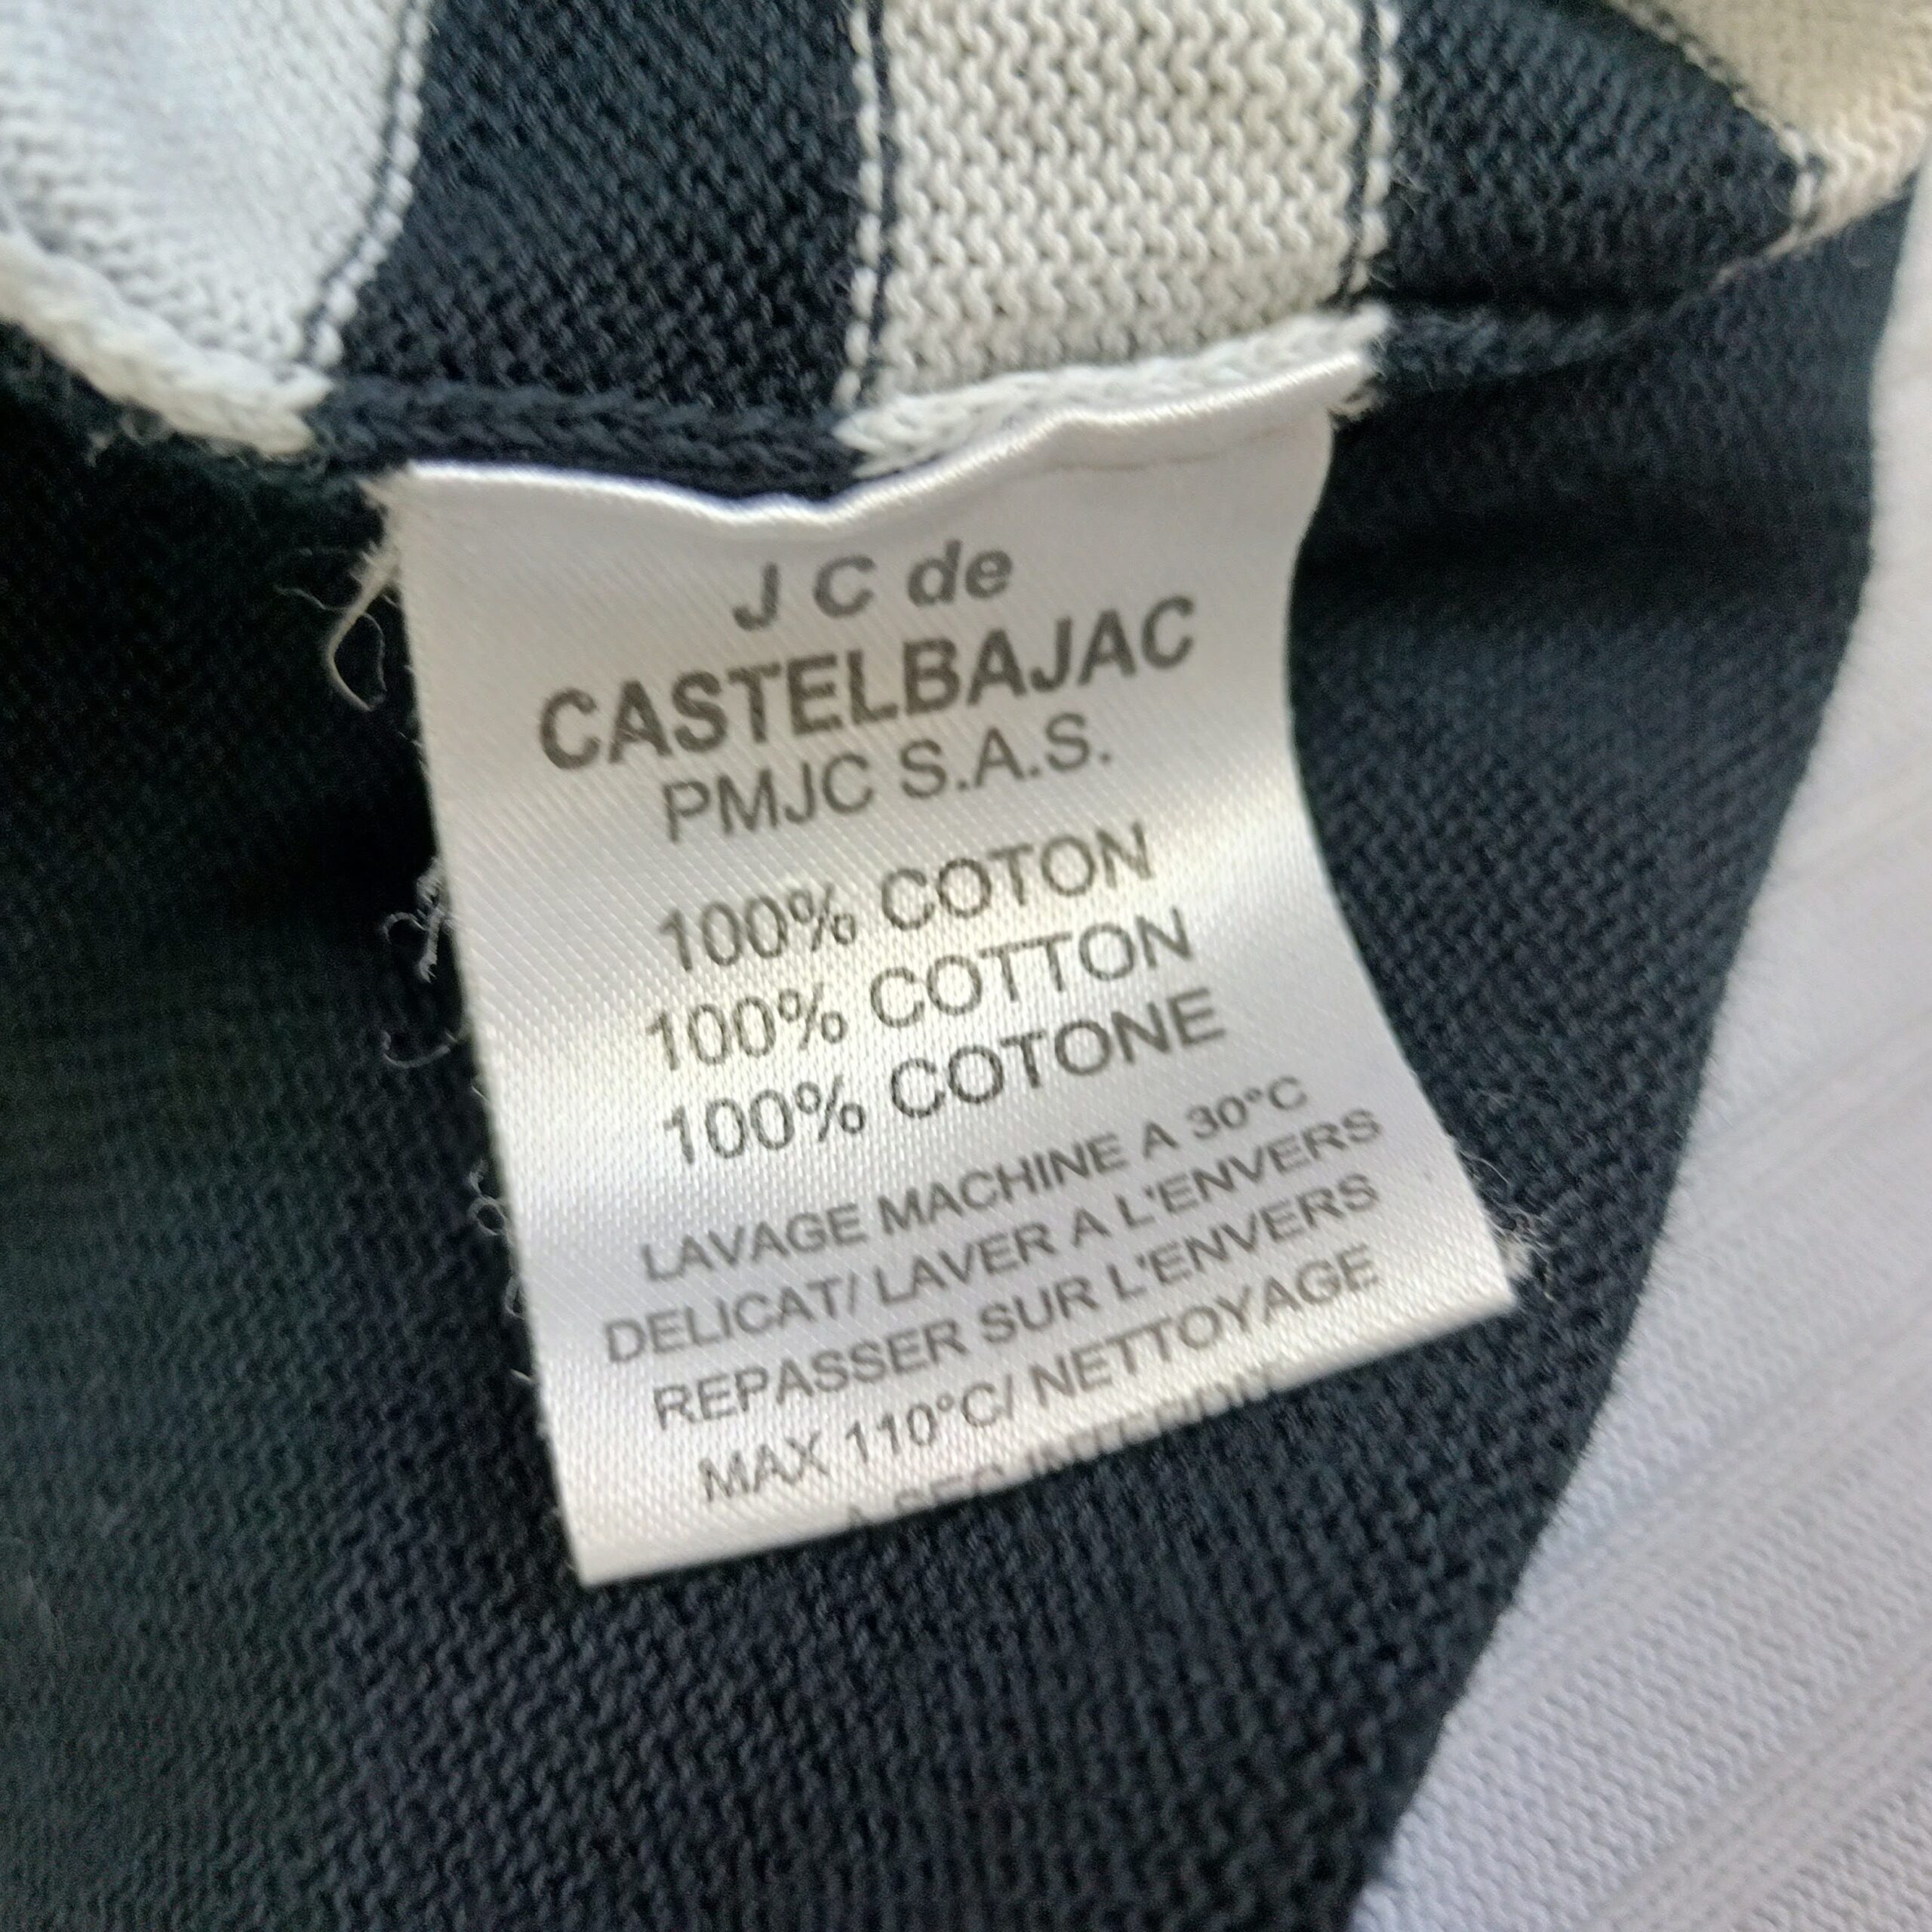 J C de
CASTELBAJAC
PMJC S.A.S.
100% COTON
100% COTTON
100% COTONE
LAVAGE MACHINE A 30°C
DELICAT/ LAVER A L'ENVERS
REPASSER SUR L'ENVERS
MAX 110°C/ NETTOYAGE
A SEC